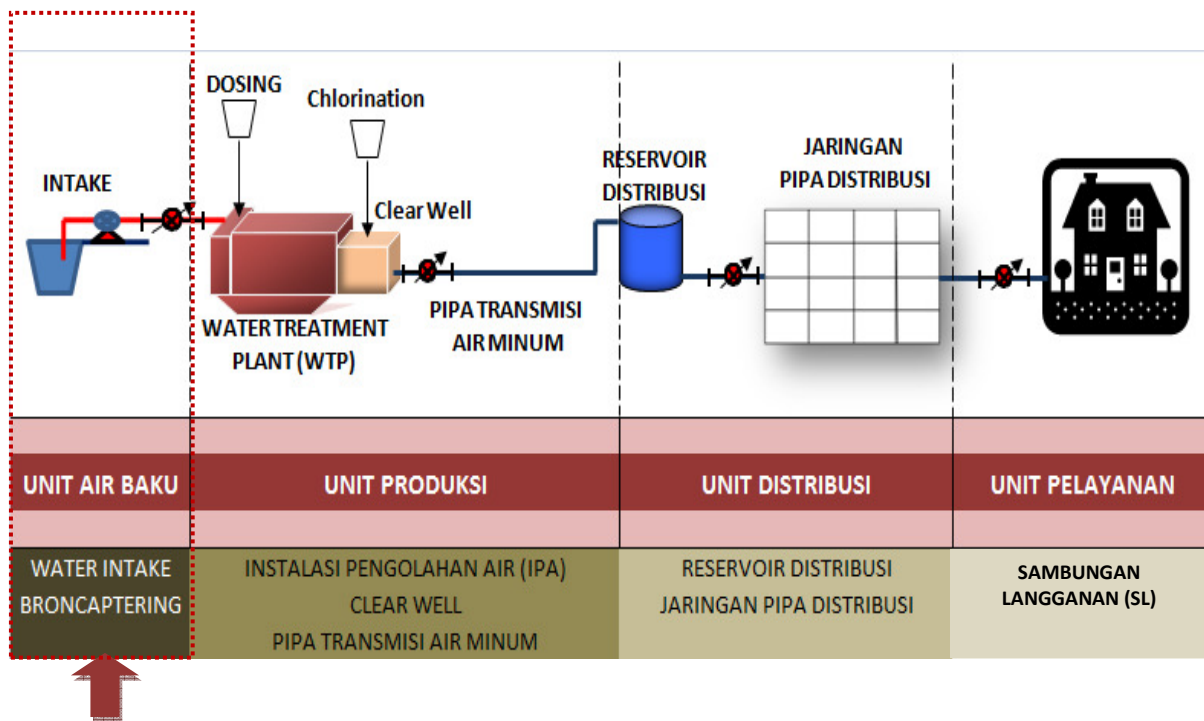 DOSING
Chlorination
INTAKE
Clear Well
WATER TREATMENT
PLANT (WTP)
PIPA TRANSMISI
AIR MINUM
RESERVOIR
DISTRIBUSI
JARINGAN
PIPA DISTRIBUSI
UNIT AIR BAKU
UNIT PRODUKSI
UNIT DISTRIBUSI
UNIT PELAYANAN
WATER INTAKE
BRONCAPTERING
INSTALASI PENGOLAHAN AIR (IPA)
CLEAR WELL
PIPA TRANSMISI AIR MINUM
RESERVOIR DISTRIBUSI
JARINGAN PIPA DISTRIBUSI
SAMBUNGAN
LANGGANAN (SL)